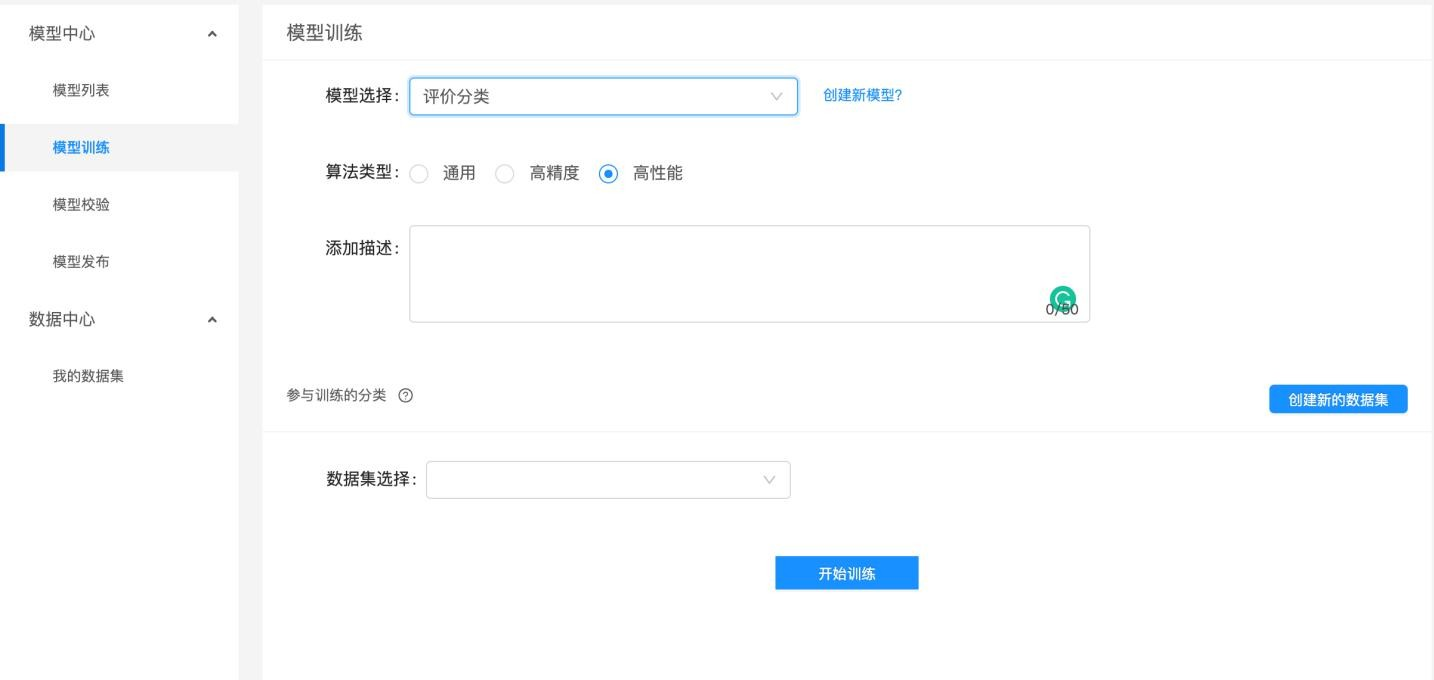 模型中心
模型列表
模型训练
模型校验
模型发布
数据中心
我的数据集
模型训练
模型选择: 评价分类 创建新模型?
算法类型: 通用 高精度 高性能
添加描述:
0/50
参与训练的分类 ?
创建新的数据集
数据集选择:
开始训练